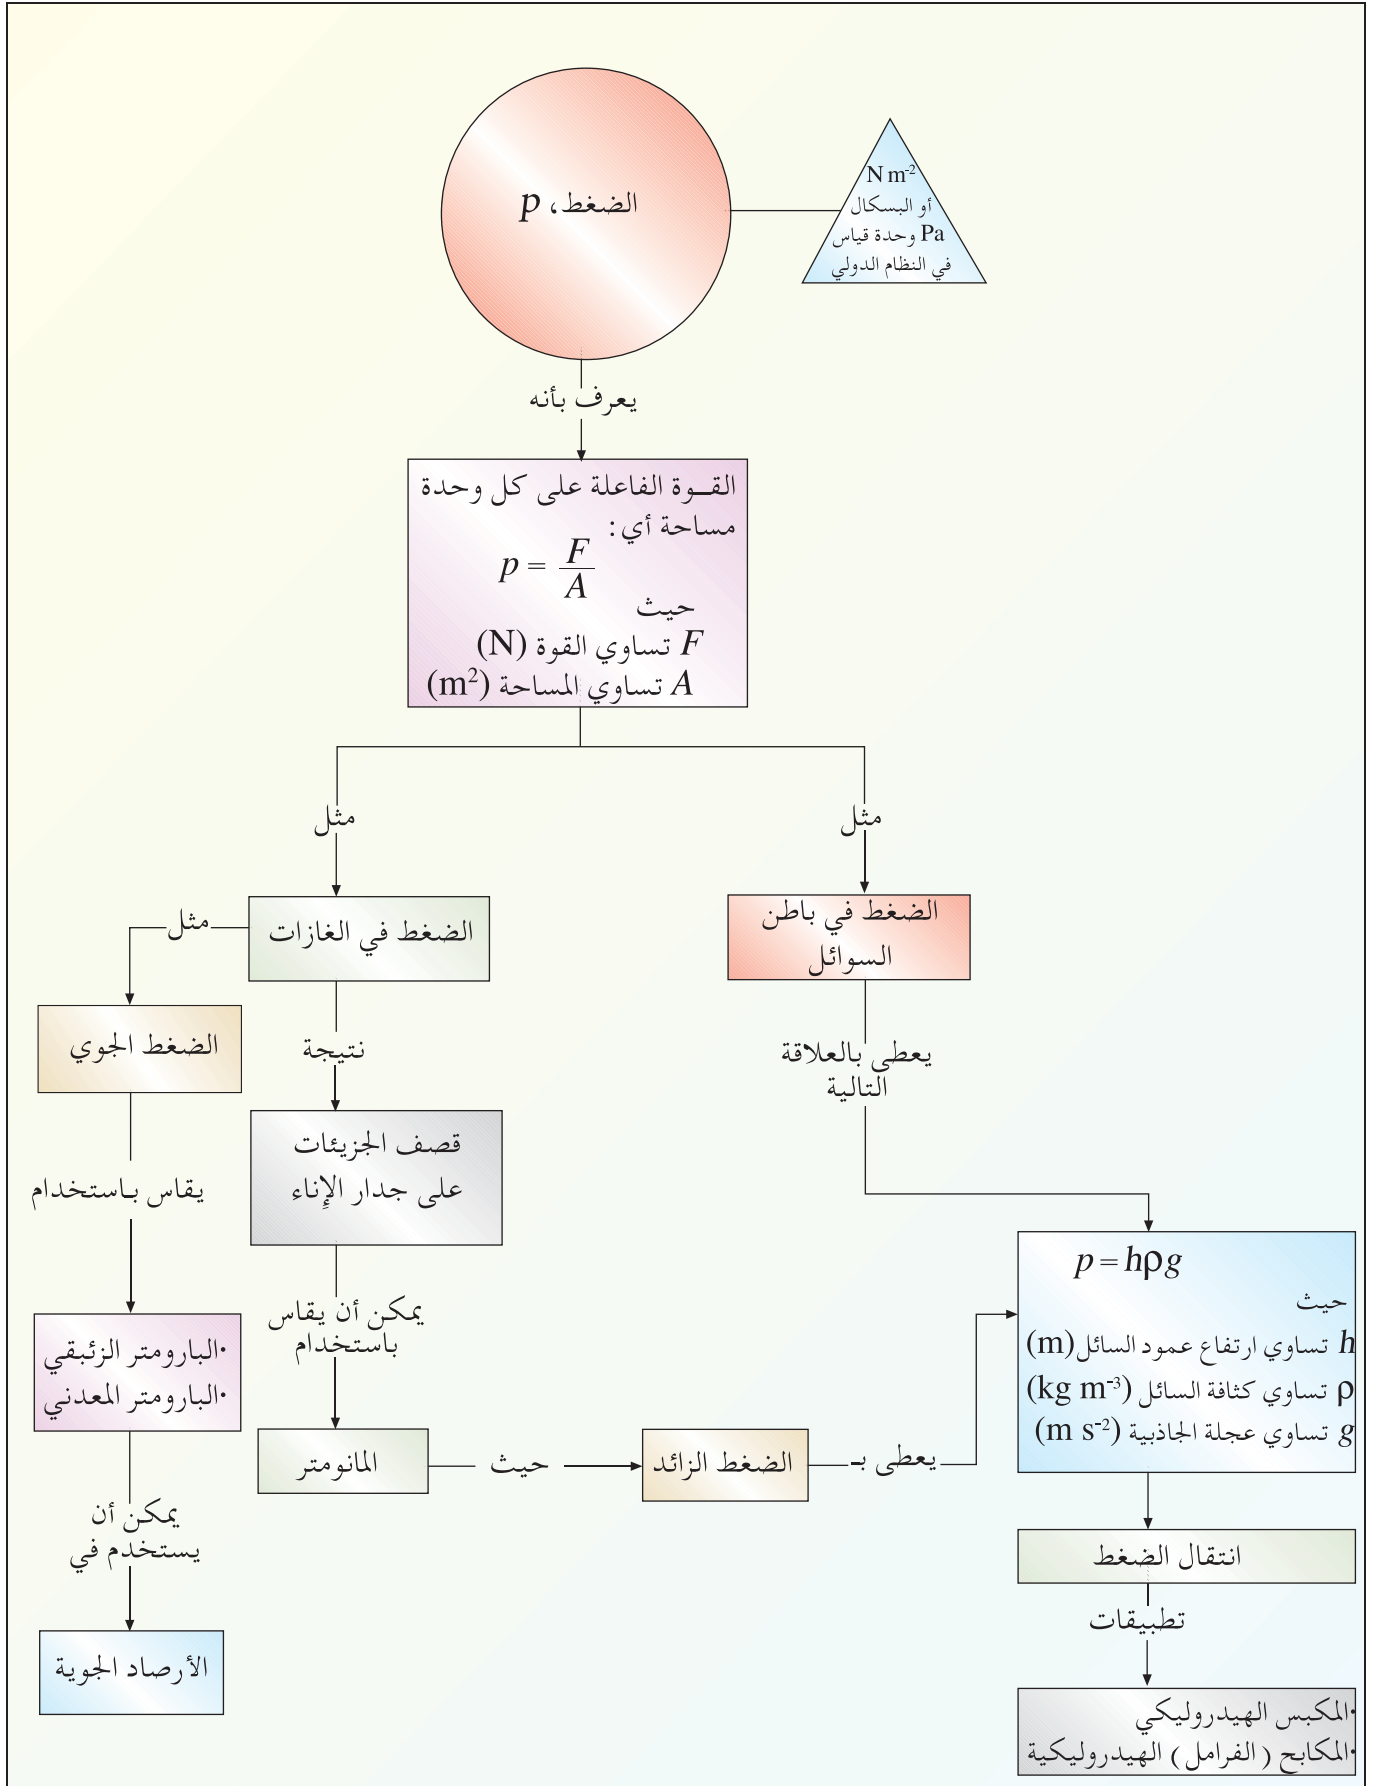 الضغط، p
N m⁻²
أو البسكال
Pa وحدة قياس
في النظام الدولي
يعرف بأنه
القــوة الفاعلة على كل وحدة
مساحة أي:
p = F/A
حيث
F تساوي القوة (N)
A تساوي المساحة (m²)
مثل
مثل
الضغط في باطن
السوائل
الضغط في الغازات
مثل
الضغط الجوي
نتيجة
يعطى بالعلاقة
التالية
قصف الجزيئات
على جدار الإِناء
يقاس باستخدام
p = hρg
حيث
h تساوي ارتفاع عمود السائل(m)
ρ تساوي كثافة السائل (kg m⁻³)
g تساوي عجلة الجاذبية (m s⁻²)
يمكن أن يقاس
باستخدام
·البارومتر الزئبقي
·البارومتر المعدني
المانومتر
حيث
الضغط الزائد
يعطى بـ
يمكن أن
يستخدم في
انتقال الضغط
تطبيقات
الأرصاد الجوية
·المكبس الهيدروليكي
·المكابح (الفرامل) الهيدروليكية